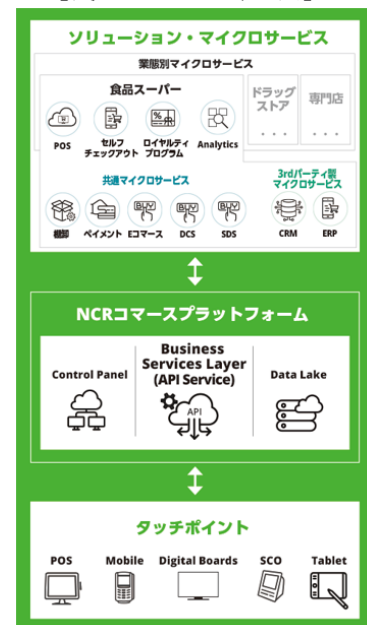 ソリューション・マイクロサービス
業態別マイクロサービス
食品スーパー
ドラッグ
ストア
専門店
POS
セルフ
チェックアウト
ロイヤルティ
プログラム
Analytics
...
...
共通マイクロサービス
3rdパーティ製
マイクロサービス
棚卸
ペイメント
Eコマース
DCS
SDS
CRM
ERP
BUY
BUY
BUY
NCRコマースプラットフォーム
Control Panel
Business
Services Layer
(API Service)
Data Lake
API
タッチポイント
POS
Mobile
Digital Boards
SCO
Tablet